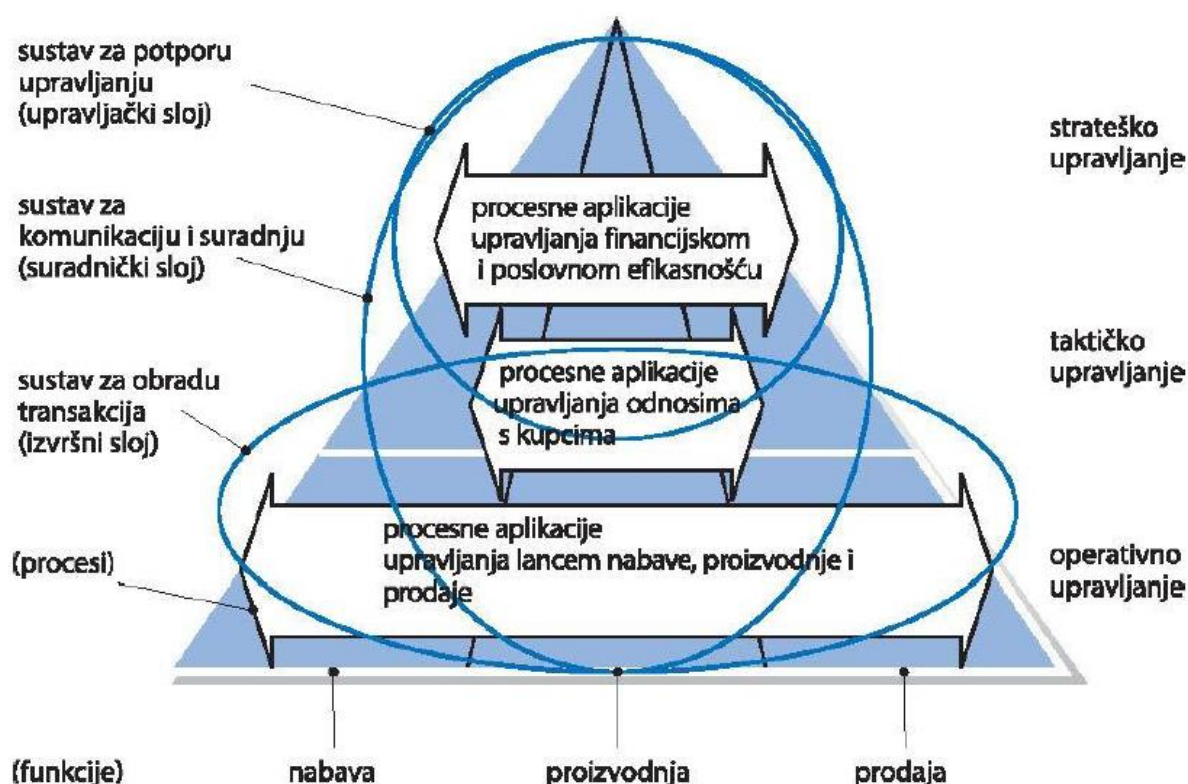 sustav za potporu
upravljanju
(upravljački sloj)
strateško
upravljanje
procesne aplikacije
upravljanja financijskom
i poslovnom efikasnošću
sustav za
komunikaciju i suradnju
(suradnički sloj)
taktičko
upravljanje
procesne aplikacije
upravljanja odnosima
s kupcima
sustav za obradu
transakcija
(izvršni sloj)
procesne aplikacije
upravljanja lancem nabave, proizvodnje i
prodaje
(procesi)
operativno
upravljanje
(funkcije)
nabava
proizvodnja
prodaja